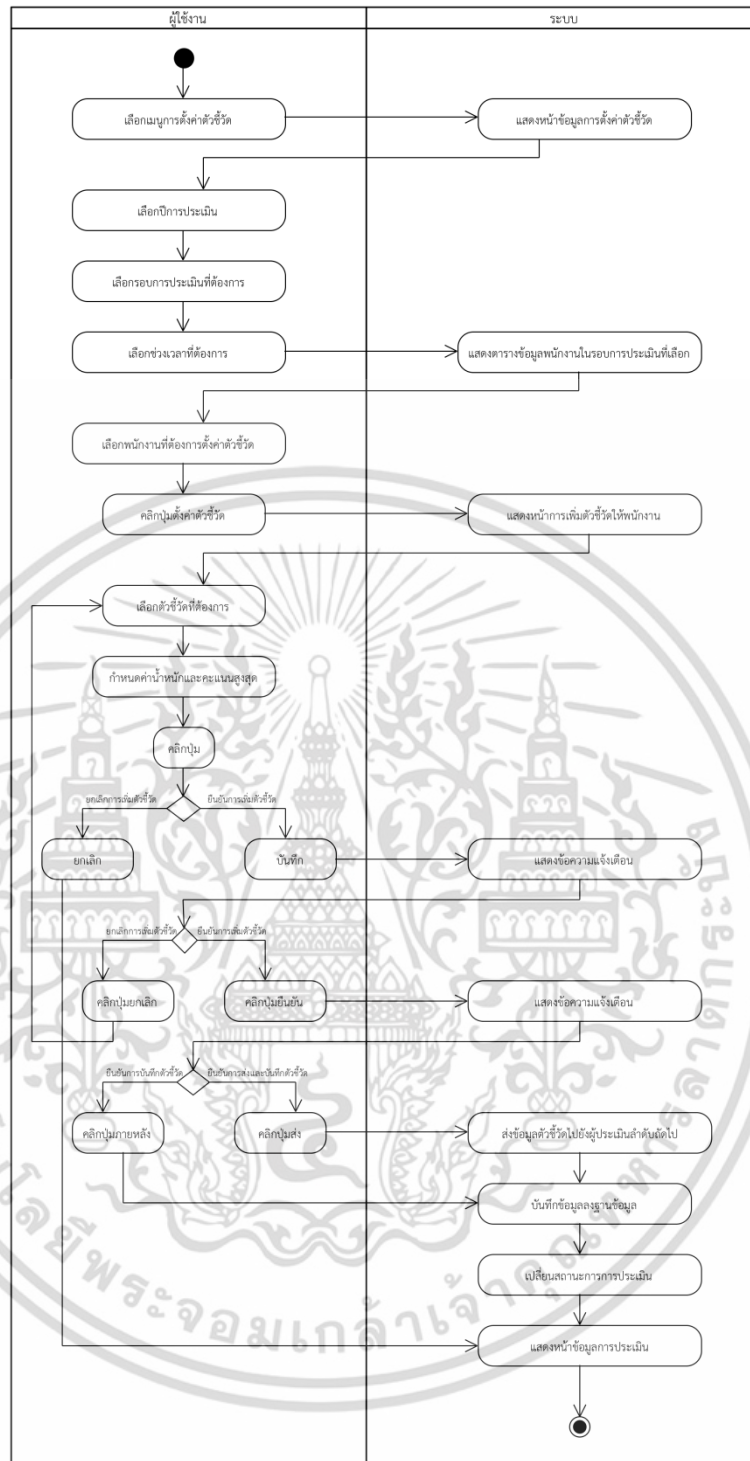 ผู้ใช้งาน
ระบบ
เลือกเมนูการตั้งค่าตัวชี้วัด
แสดงหน้าข้อมูลการตั้งค่าตัวชี้วัด
เลือกปีการประเมิน
เลือกรอบการประเมินที่ต้องการ
เลือกช่วงเวลาที่ต้องการ
แสดงตารางข้อมูลพนักงานในรอบการประเมินที่เลือก
เลือกพนักงานที่ต้องการตั้งค่าตัวชี้วัด
คลิกปุ่มตั้งค่าตัวชี้วัด
แสดงหน้าการเพิ่มตัวชี้วัดให้พนักงาน
เลือกตัวชี้วัดที่ต้องการ
กำหนดค่าน้ำหนักและคะแนนสูงสุด
คลิกปุ่ม
ยกเลิกการเพิ่มตัวชี้วัด
ยืนยันการเพิ่มตัวชี้วัด
ยกเลิก
บันทึก
แสดงข้อความแจ้งเตือน
ยกเลิกการเพิ่มตัวชี้วัด
ยืนยันการเพิ่มตัวชี้วัด
คลิกปุ่มยกเลิก
คลิกปุ่มยืนยัน
แสดงข้อความแจ้งเตือน
ยืนยันการบันทึกตัวชี้วัด
ยืนยันการส่งและบันทึกตัวชี้วัด
คลิกปุ่มภายหลัง
คลิกปุ่มส่ง
ส่งข้อมูลตัวชี้วัดไปยังผู้ประเมินลำดับถัดไป
บันทึกข้อมูลลงฐานข้อมูล
เปลี่ยนสถานะการประเมิน
แสดงหน้าข้อมูลการประเมิน